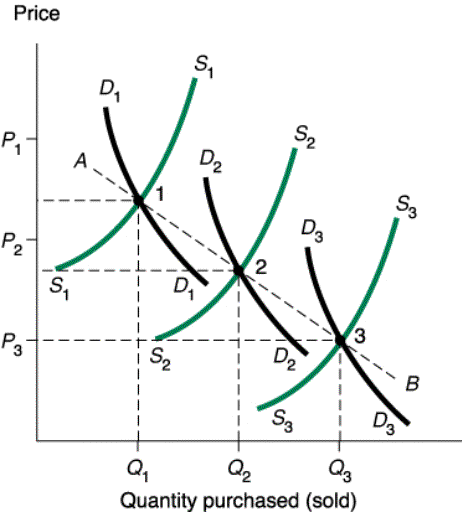 Price
S1
D1
P1
A
1
D2
S2
P2
S1
D1
2
D3
S3
P3
S2
D2
3
B
S3
D3
Q1
Q2
Q3
Quantity purchased (sold)